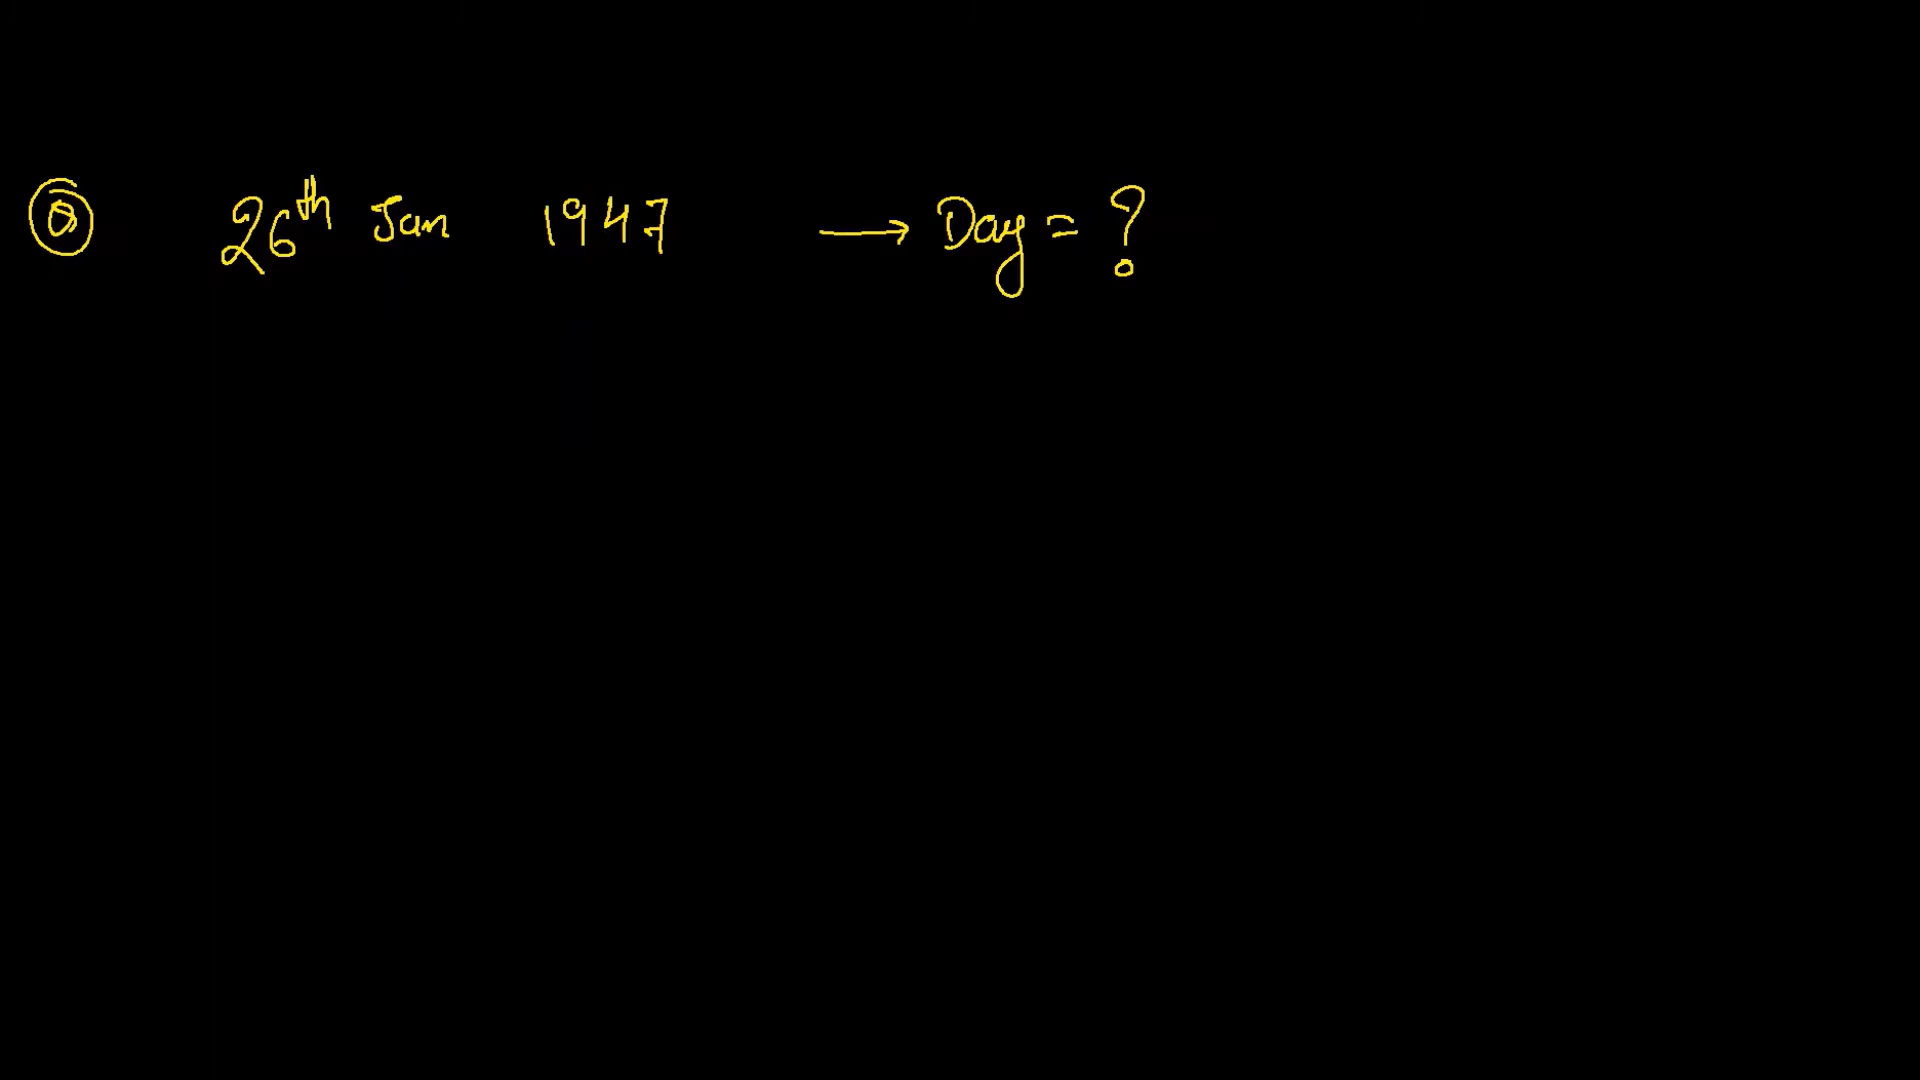 Q 26th Jan 1947 → Day = ?